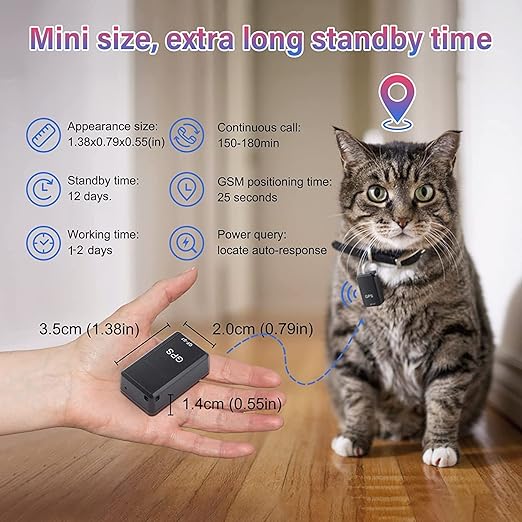 Mini size, extra long standby time
Appearance size:
1.38x0.79x0.55(in)
Continuous call:
150-180min
Standby time:
12 days.
GSM positioning time:
25 seconds
Working time:
1-2 days
Power query:
locate auto-response
3.5cm (1.38in)
2.0cm (0.79in)
GPS
GPS
1.4cm (0.55in)